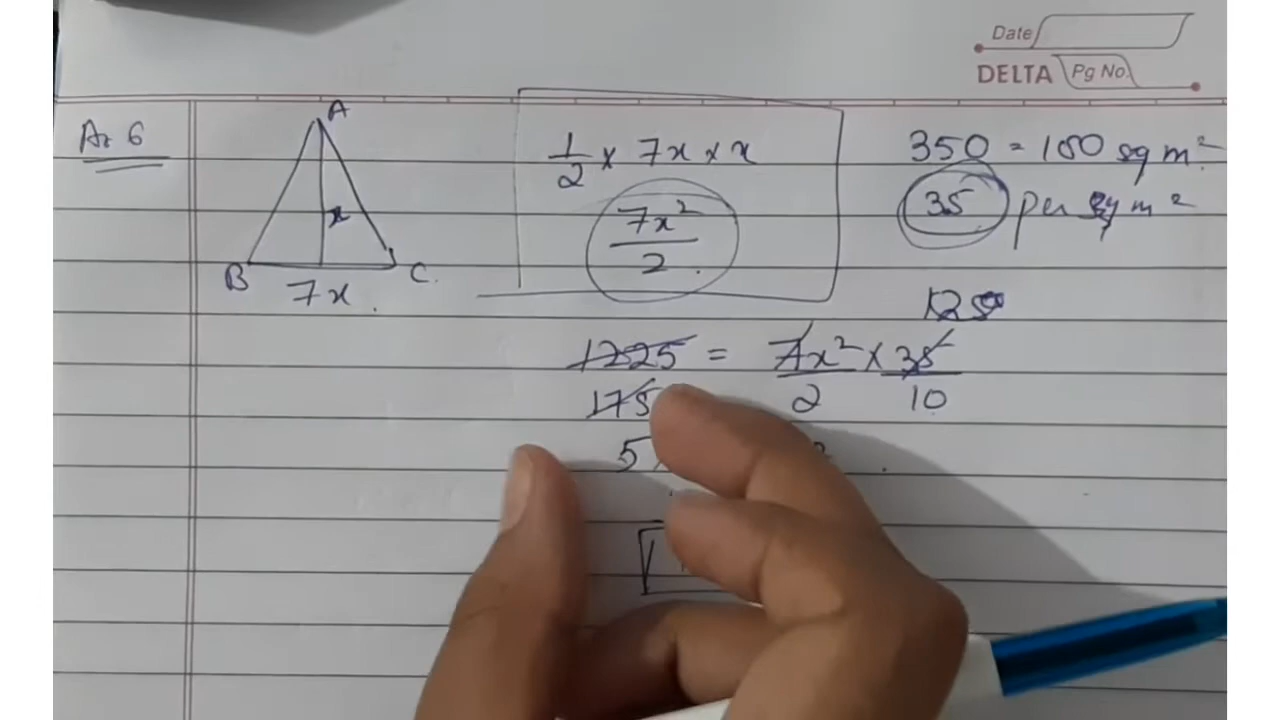 Date
DELTA Pg No.
Ar 6
A
x
B C.
7x.
1/2 × 7x × x
7x²/2.
350 = 100 sq m²
35 per sq m²
1225 = 7x²/2 × 35/10
175
5